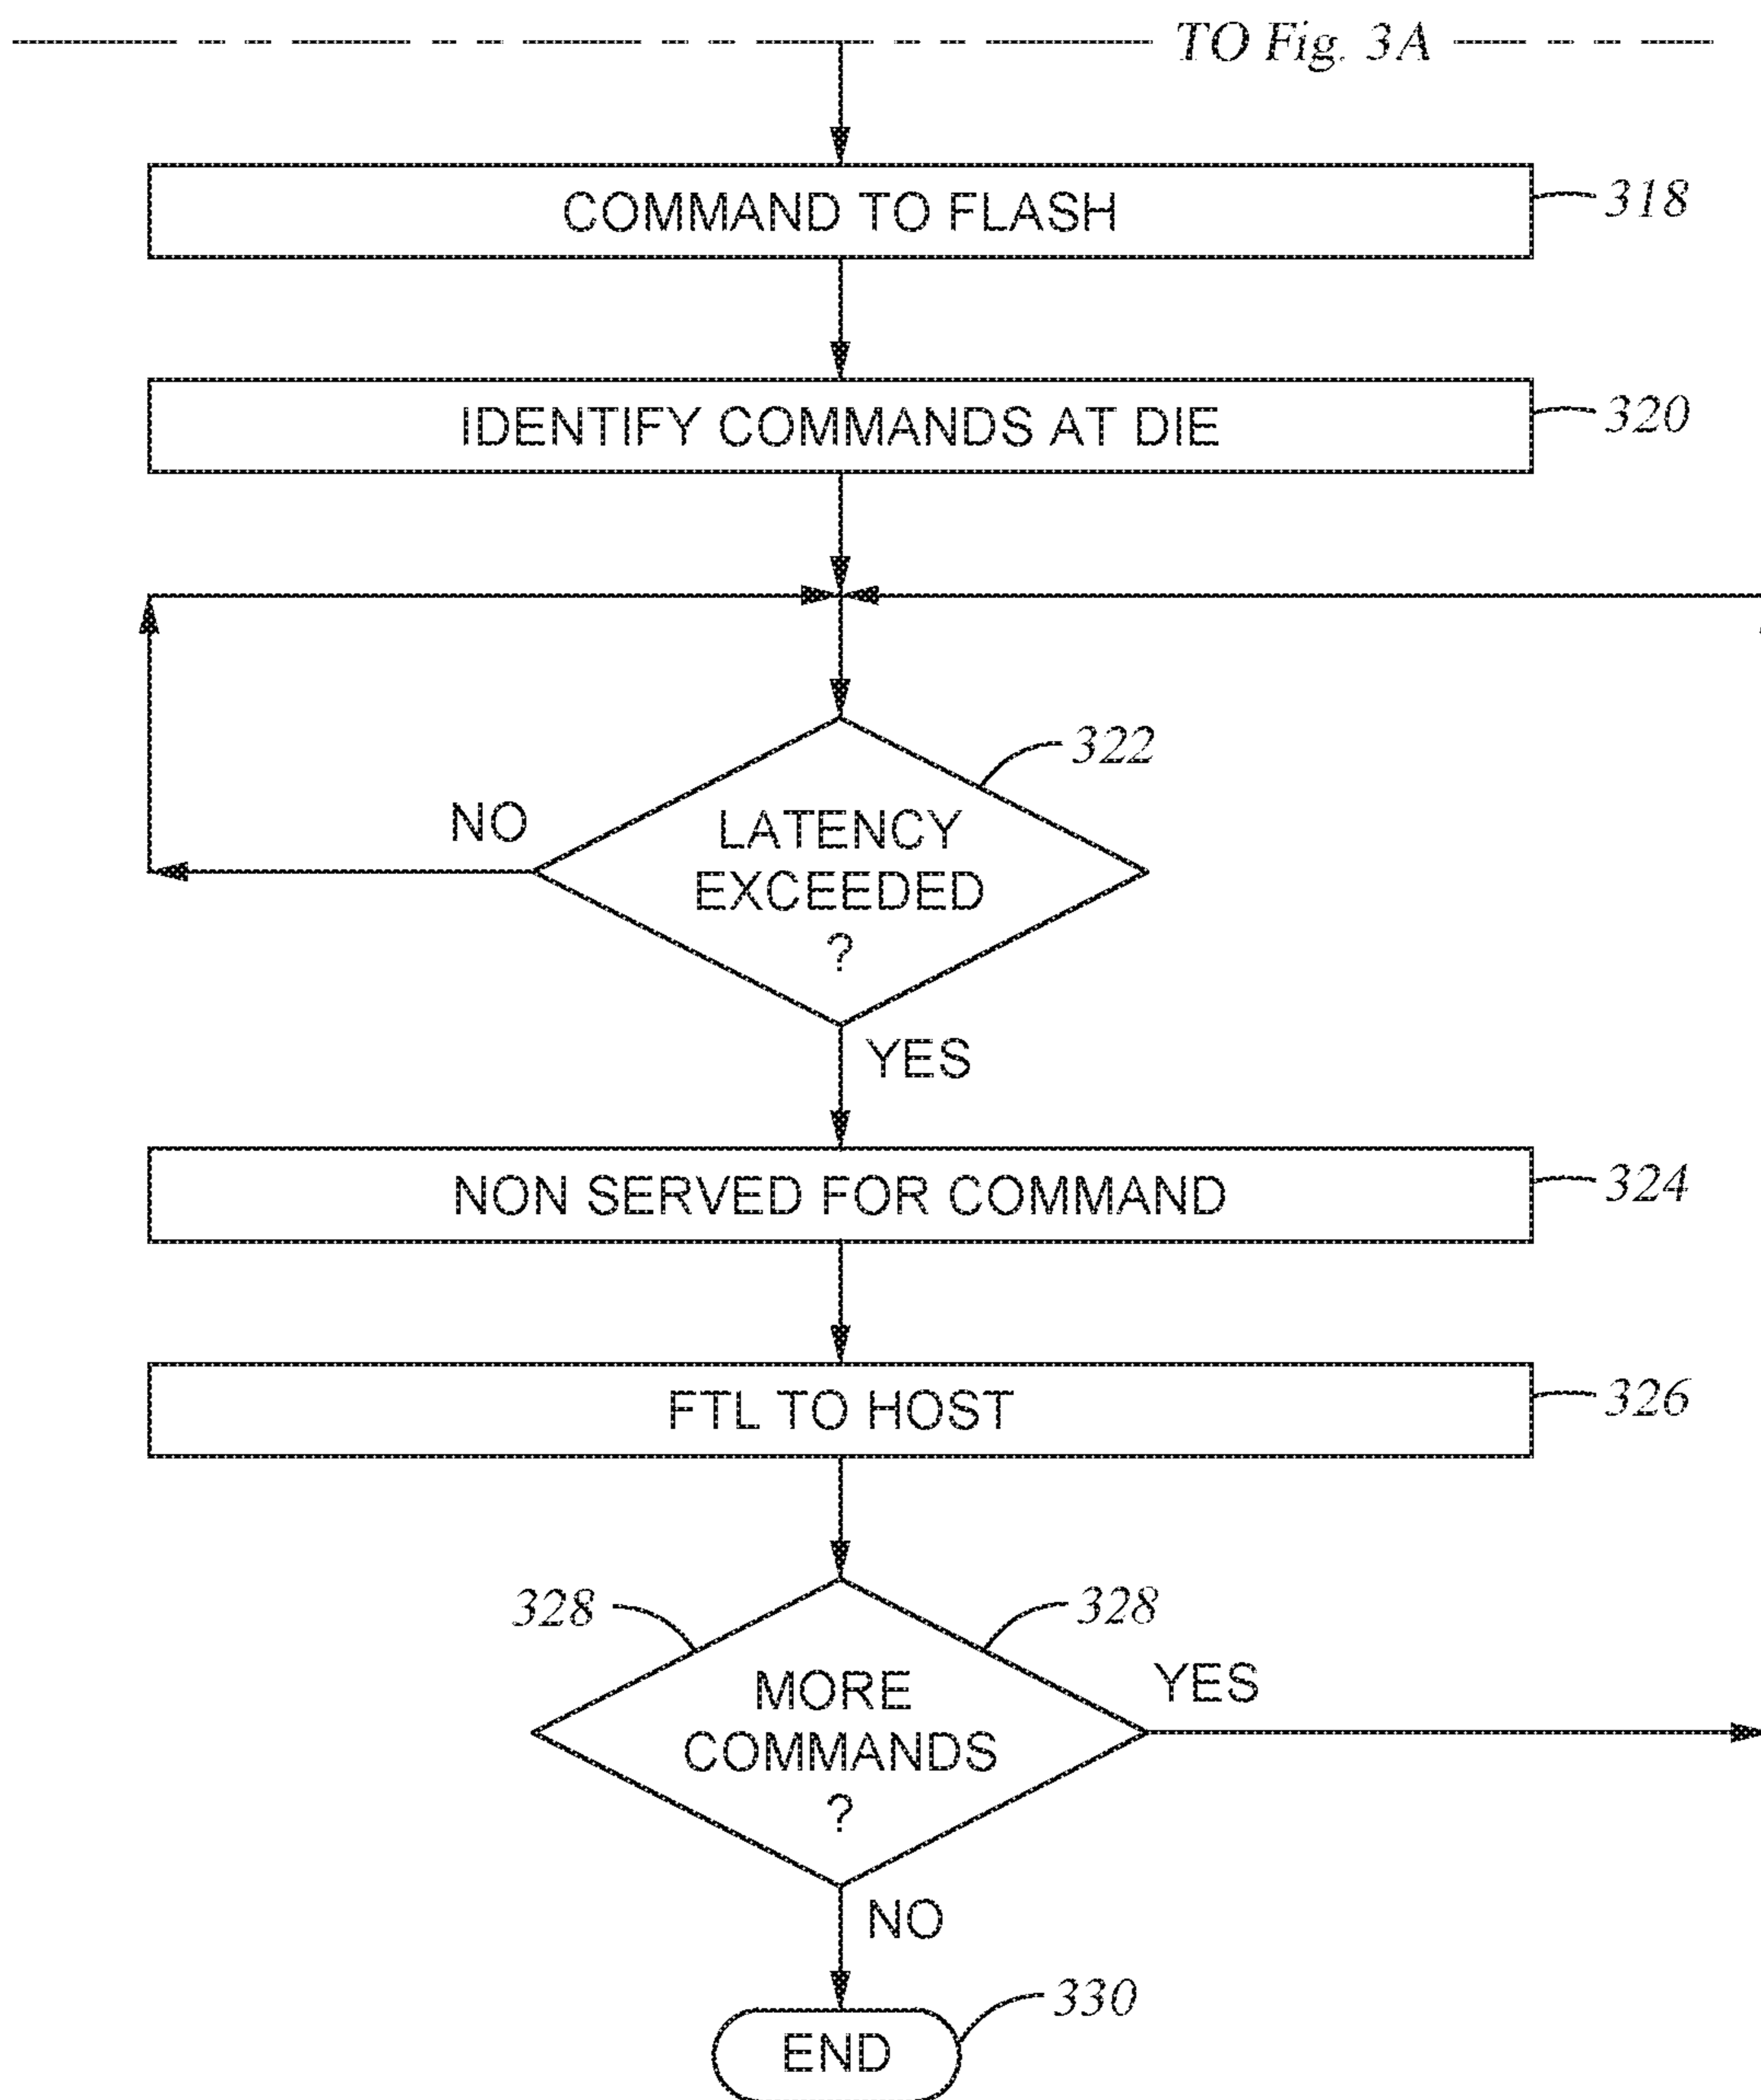 TO Fig. 3A
COMMAND TO FLASH
318
IDENTIFY COMMANDS AT DIE
320
322
NO
LATENCY
EXCEEDED
?
YES
NON SERVED FOR COMMAND
324
FTL TO HOST
326
328
328
MORE
COMMANDS
?
YES
NO
330
END